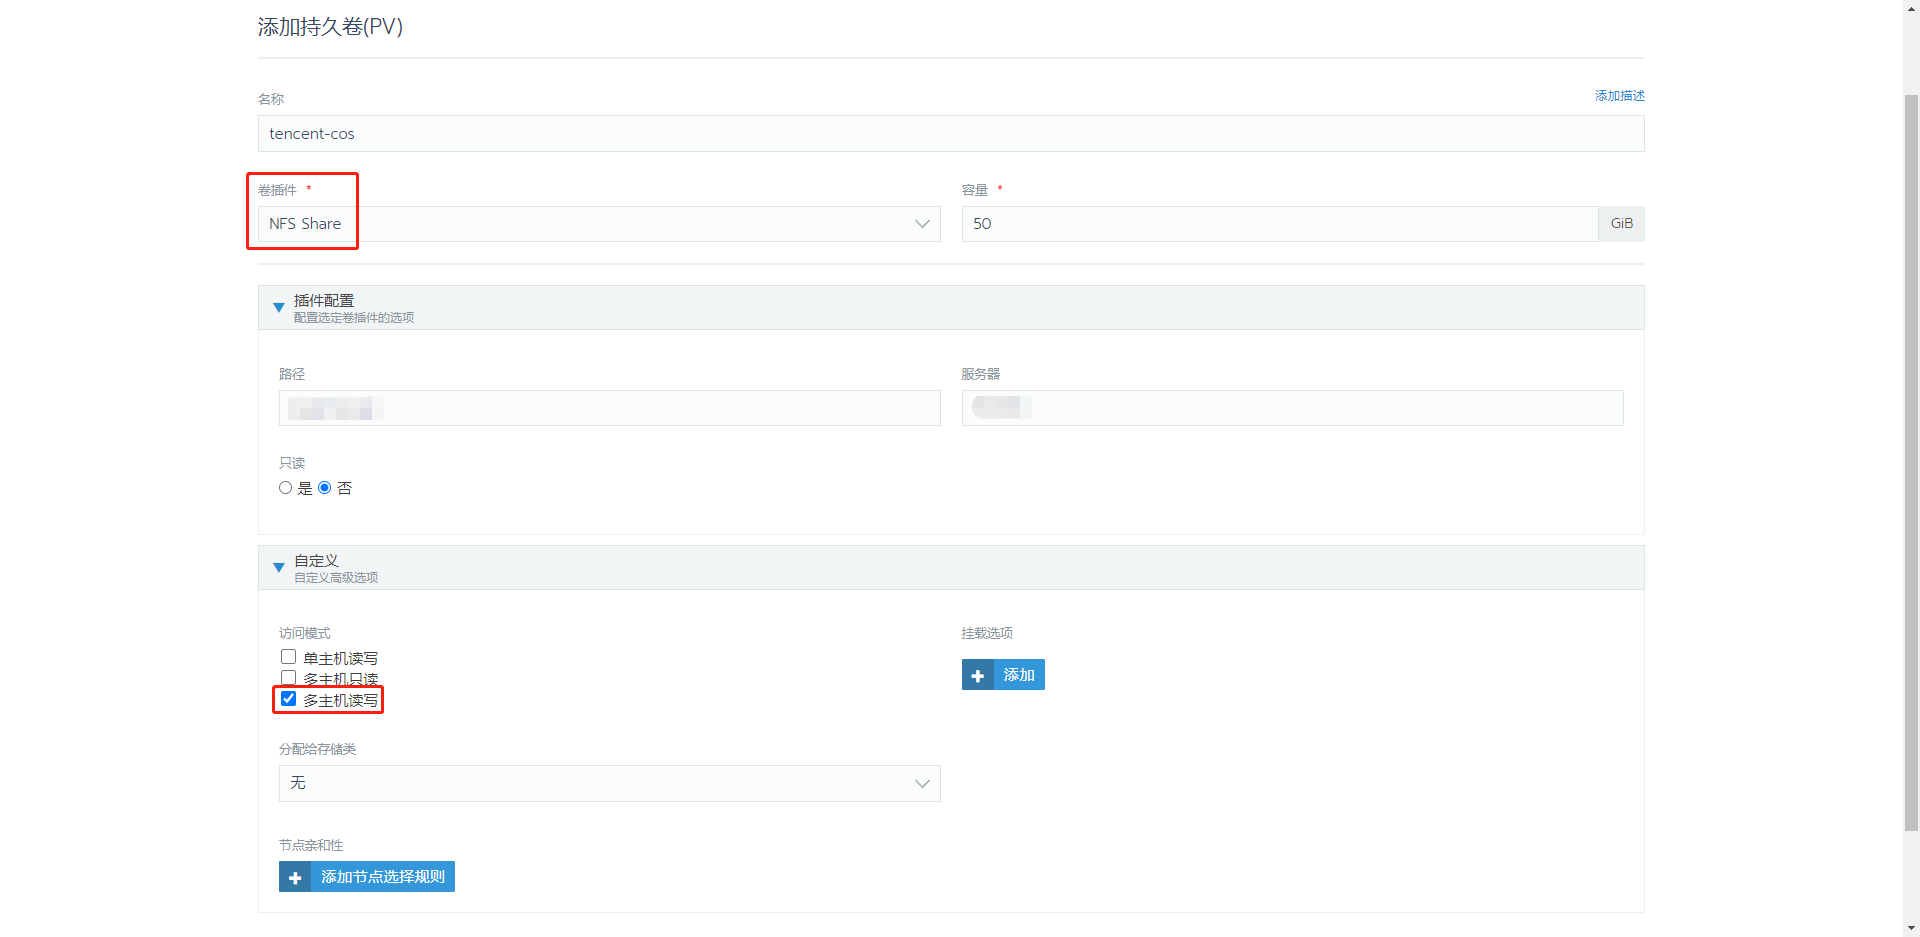 添加持久卷(PV)
名称
添加描述
tencent-cos
卷插件 *
容量 *
NFS Share
50
GiB
插件配置
配置选定卷插件的选项
路径
服务器
只读
是
否
自定义
自定义高级选项
访问模式
挂载选项
单主机读写
多主机只读
多主机读写
添加
分配给存储类
无
节点亲和性
添加节点选择规则